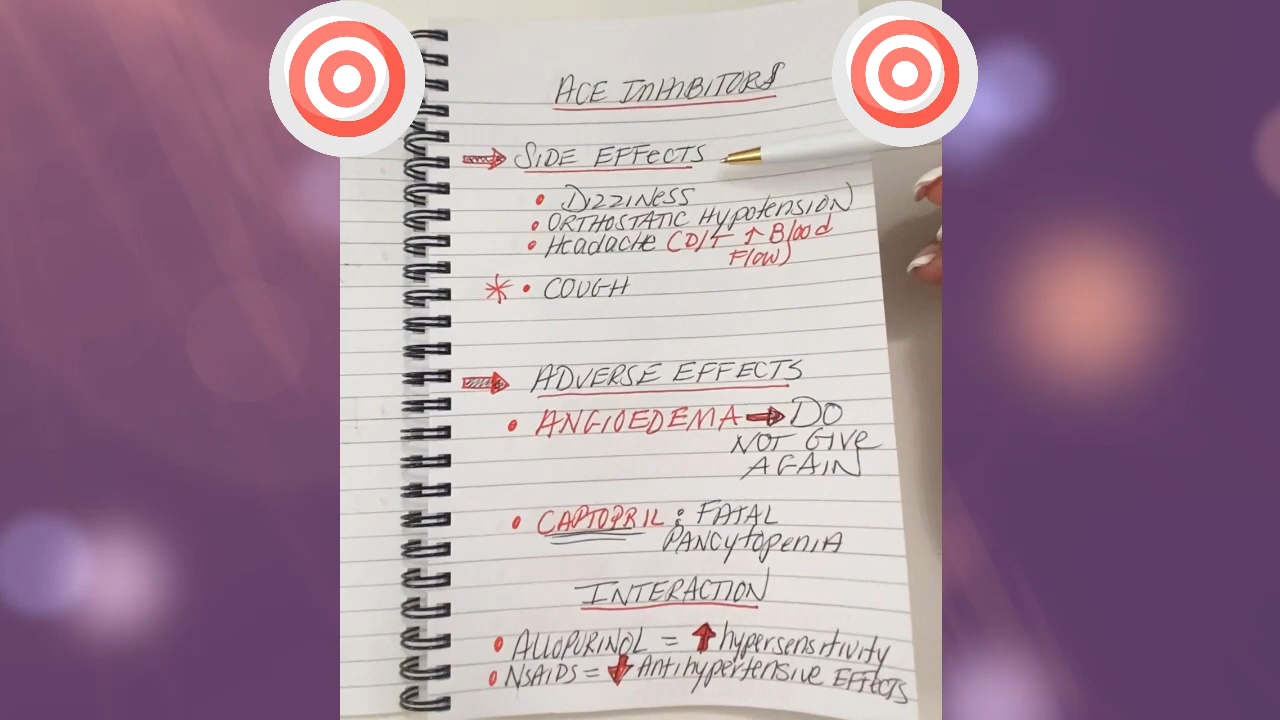 ACE INHIBITORS
SIDE EFFECTS
• DIZZINESS
• ORTHOSTATIC HYPOTENSION
• HEADACHE (D/T ↑ Blood
FLOW)
* • COUGH
ADVERSE EFFECTS
• ANGIOEDEMA → DO
NOT GIVE
AGAIN
• CAPTOPRIL : FATAL
PANCYTOPENIA
INTERACTION
• ALLOPURINOL = ↑ hypersensitivity
• NSAIDS = ↓ Antihypertensive EFFECTS